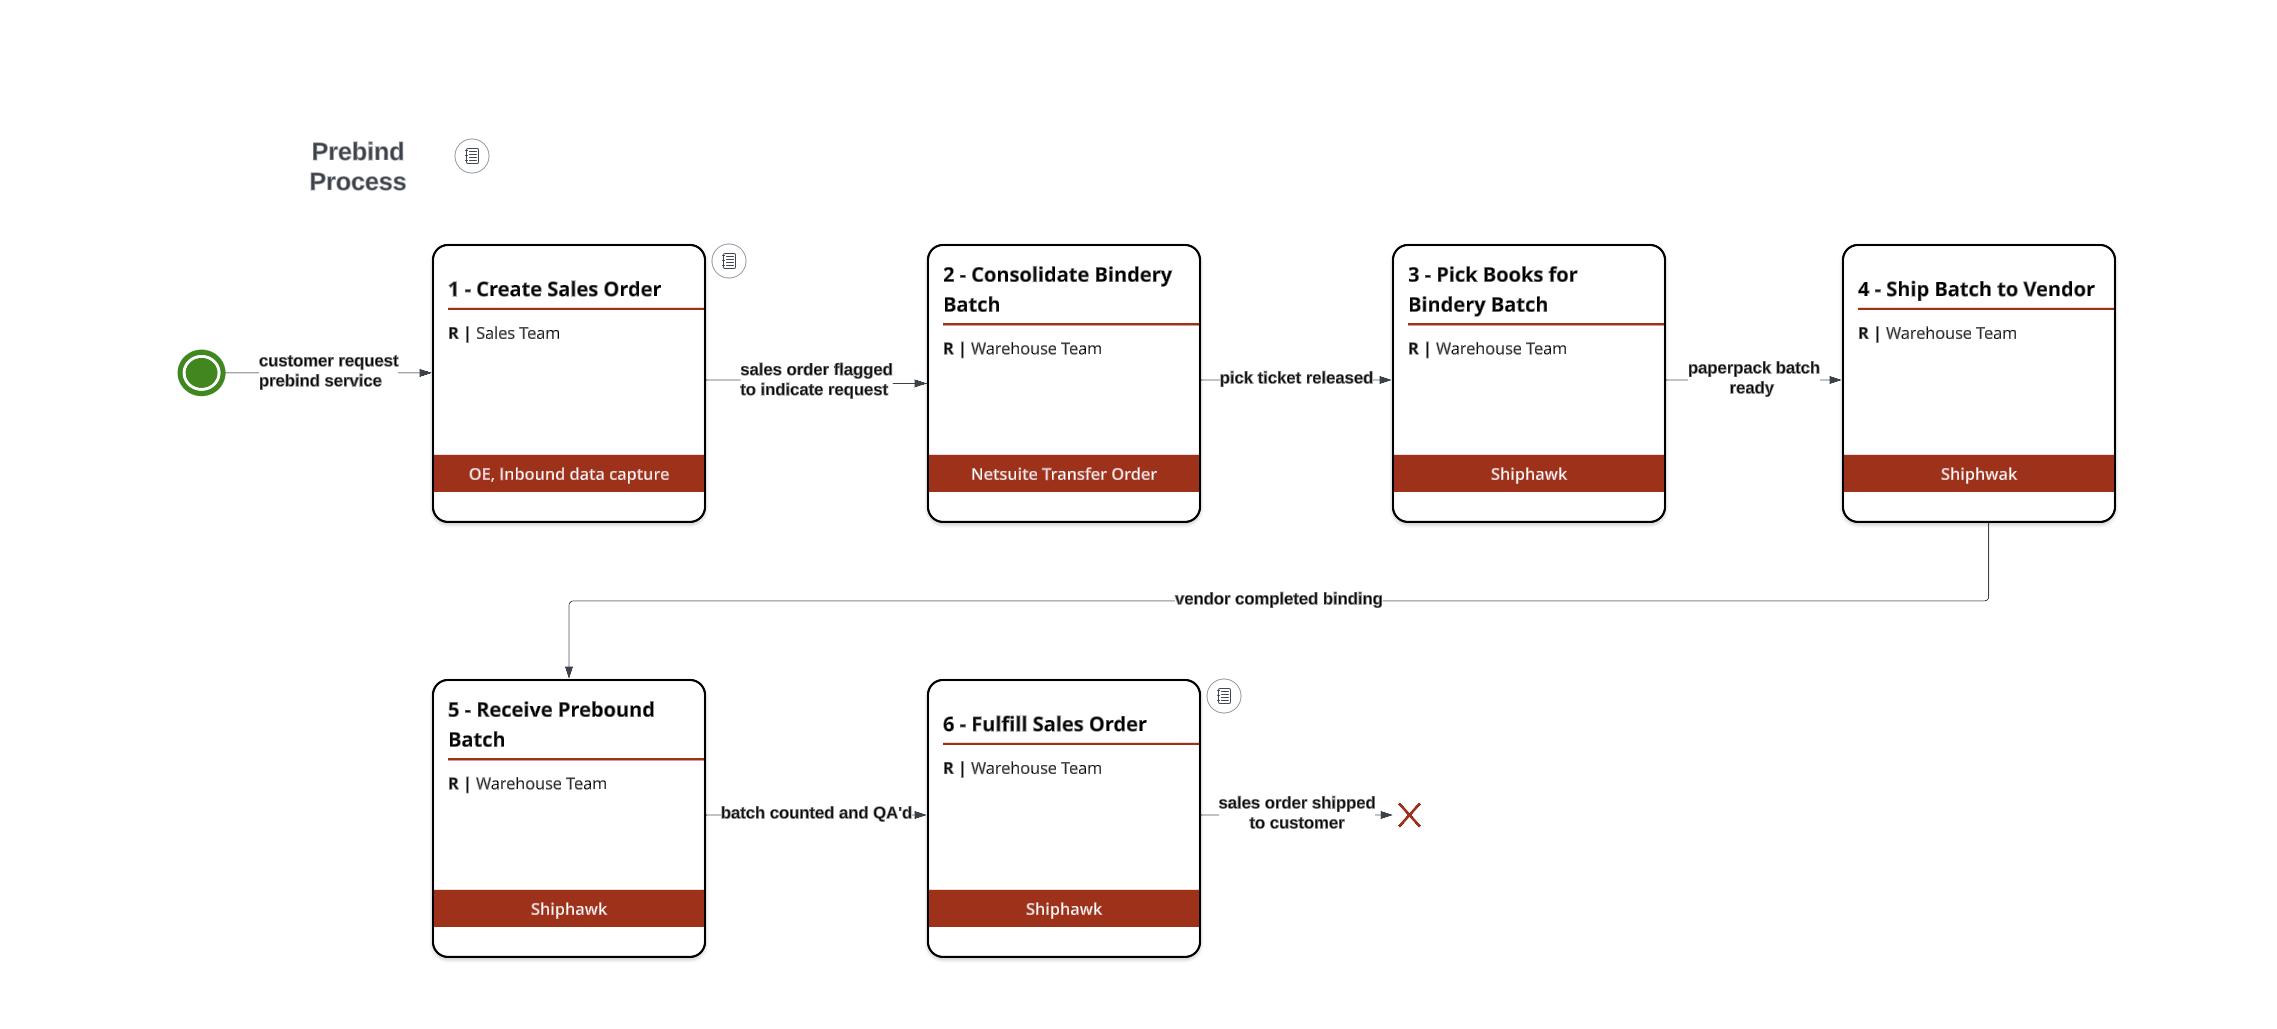 Prebind
Process
customer request
prebind service
1 - Create Sales Order
R | Sales Team
OE, Inbound data capture
sales order flagged
to indicate request
2 - Consolidate Bindery
Batch
R | Warehouse Team
Netsuite Transfer Order
pick ticket released
3 - Pick Books for
Bindery Batch
R | Warehouse Team
Shiphawk
paperpack batch
ready
4 - Ship Batch to Vendor
R | Warehouse Team
Shiphwak
vendor completed binding
5 - Receive Prebound
Batch
R | Warehouse Team
Shiphawk
batch counted and QA'd
6 - Fulfill Sales Order
R | Warehouse Team
Shiphawk
sales order shipped
to customer